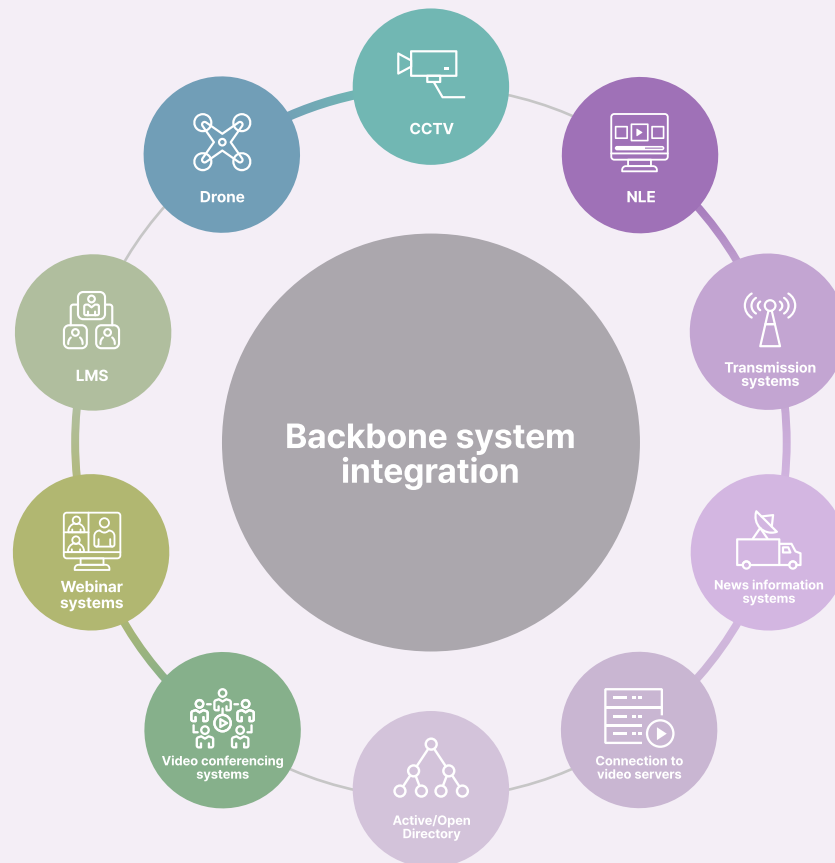 CCTV
NLE
Transmission
systems
News information
systems
Connection to
video servers
Active/Open
Directory
Video conferencing
systems
Webinar
systems
LMS
Drone
Backbone system
integration